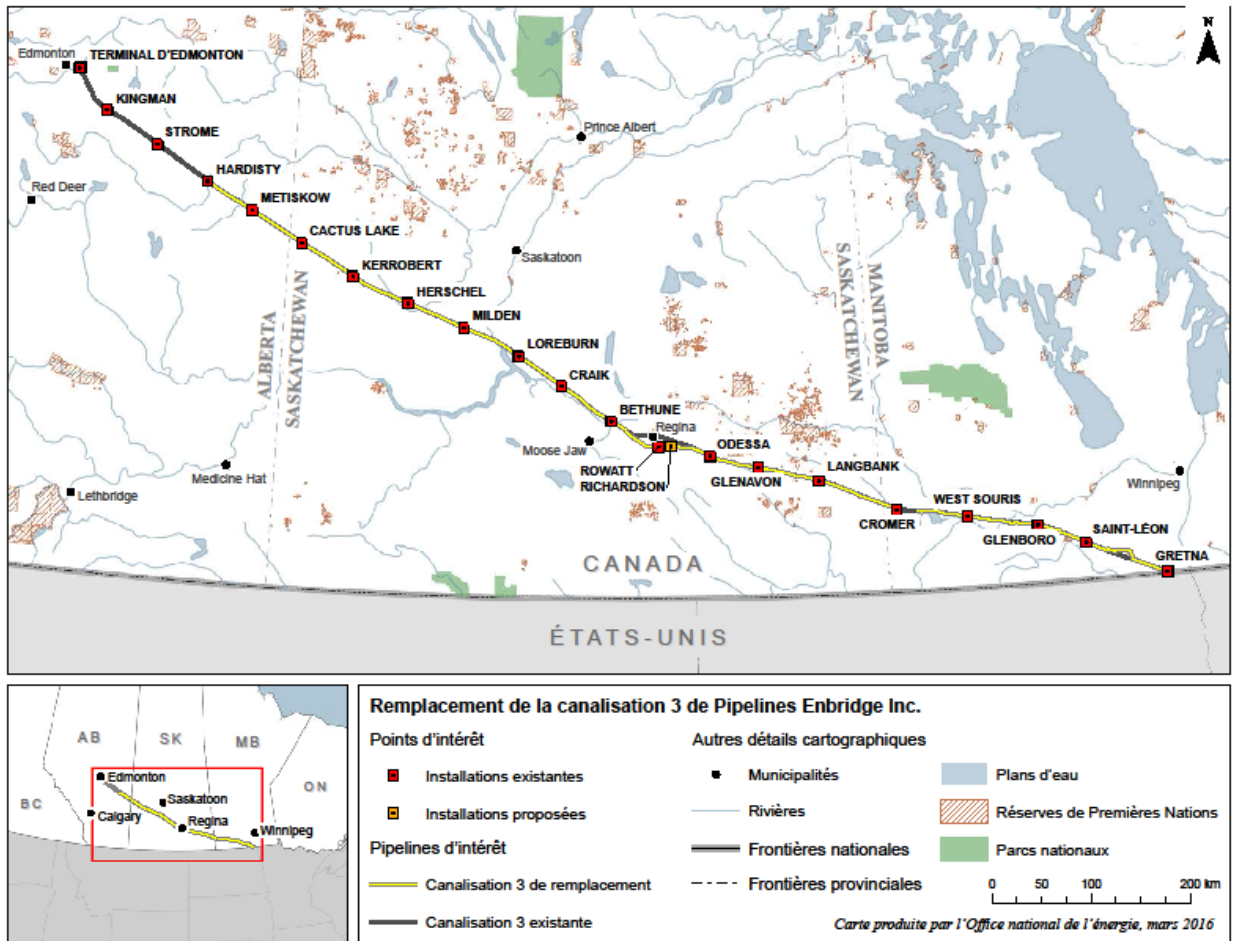 N
Edmonton
TERMINAL D'EDMONTON
KINGMAN
STROME
Prince Albert
HARDISTY
Red Deer
METISKOW
CACTUS LAKE
Saskatoon
KERROBERT
HERSCHEL
MILDEN
ALBERTA
SASKATCHEWAN
SASKATCHEWAN
MANITOBA
LOREBURN
CRAIK
BETHUNE
Regina
Moose Jaw
ODESSA
ROWATT
RICHARDSON
GLENAVON
LANGBANK
Medicine Hat
Lethbridge
Winnipeg
WEST SOURIS
CROMER
GLENBORO
SAINT-LÉON
GRETNA
CANADA
ÉTATS-UNIS
AB
SK
MB
ON
BC
Edmonton
Saskatoon
Calgary
Regina
Winnipeg
Remplacement de la canalisation 3 de Pipelines Enbridge Inc.
Points d'intérêt
Installations existantes
Installations proposées
Pipelines d'intérêt
Canalisation 3 de remplacement
Canalisation 3 existante
Autres détails cartographiques
Municipalités
Rivières
Frontières nationales
Frontières provinciales
Plans d'eau
Réserves de Premières Nations
Parcs nationaux
0 50 100 200 km
Carte produite par l'Office national de l'énergie, mars 2016